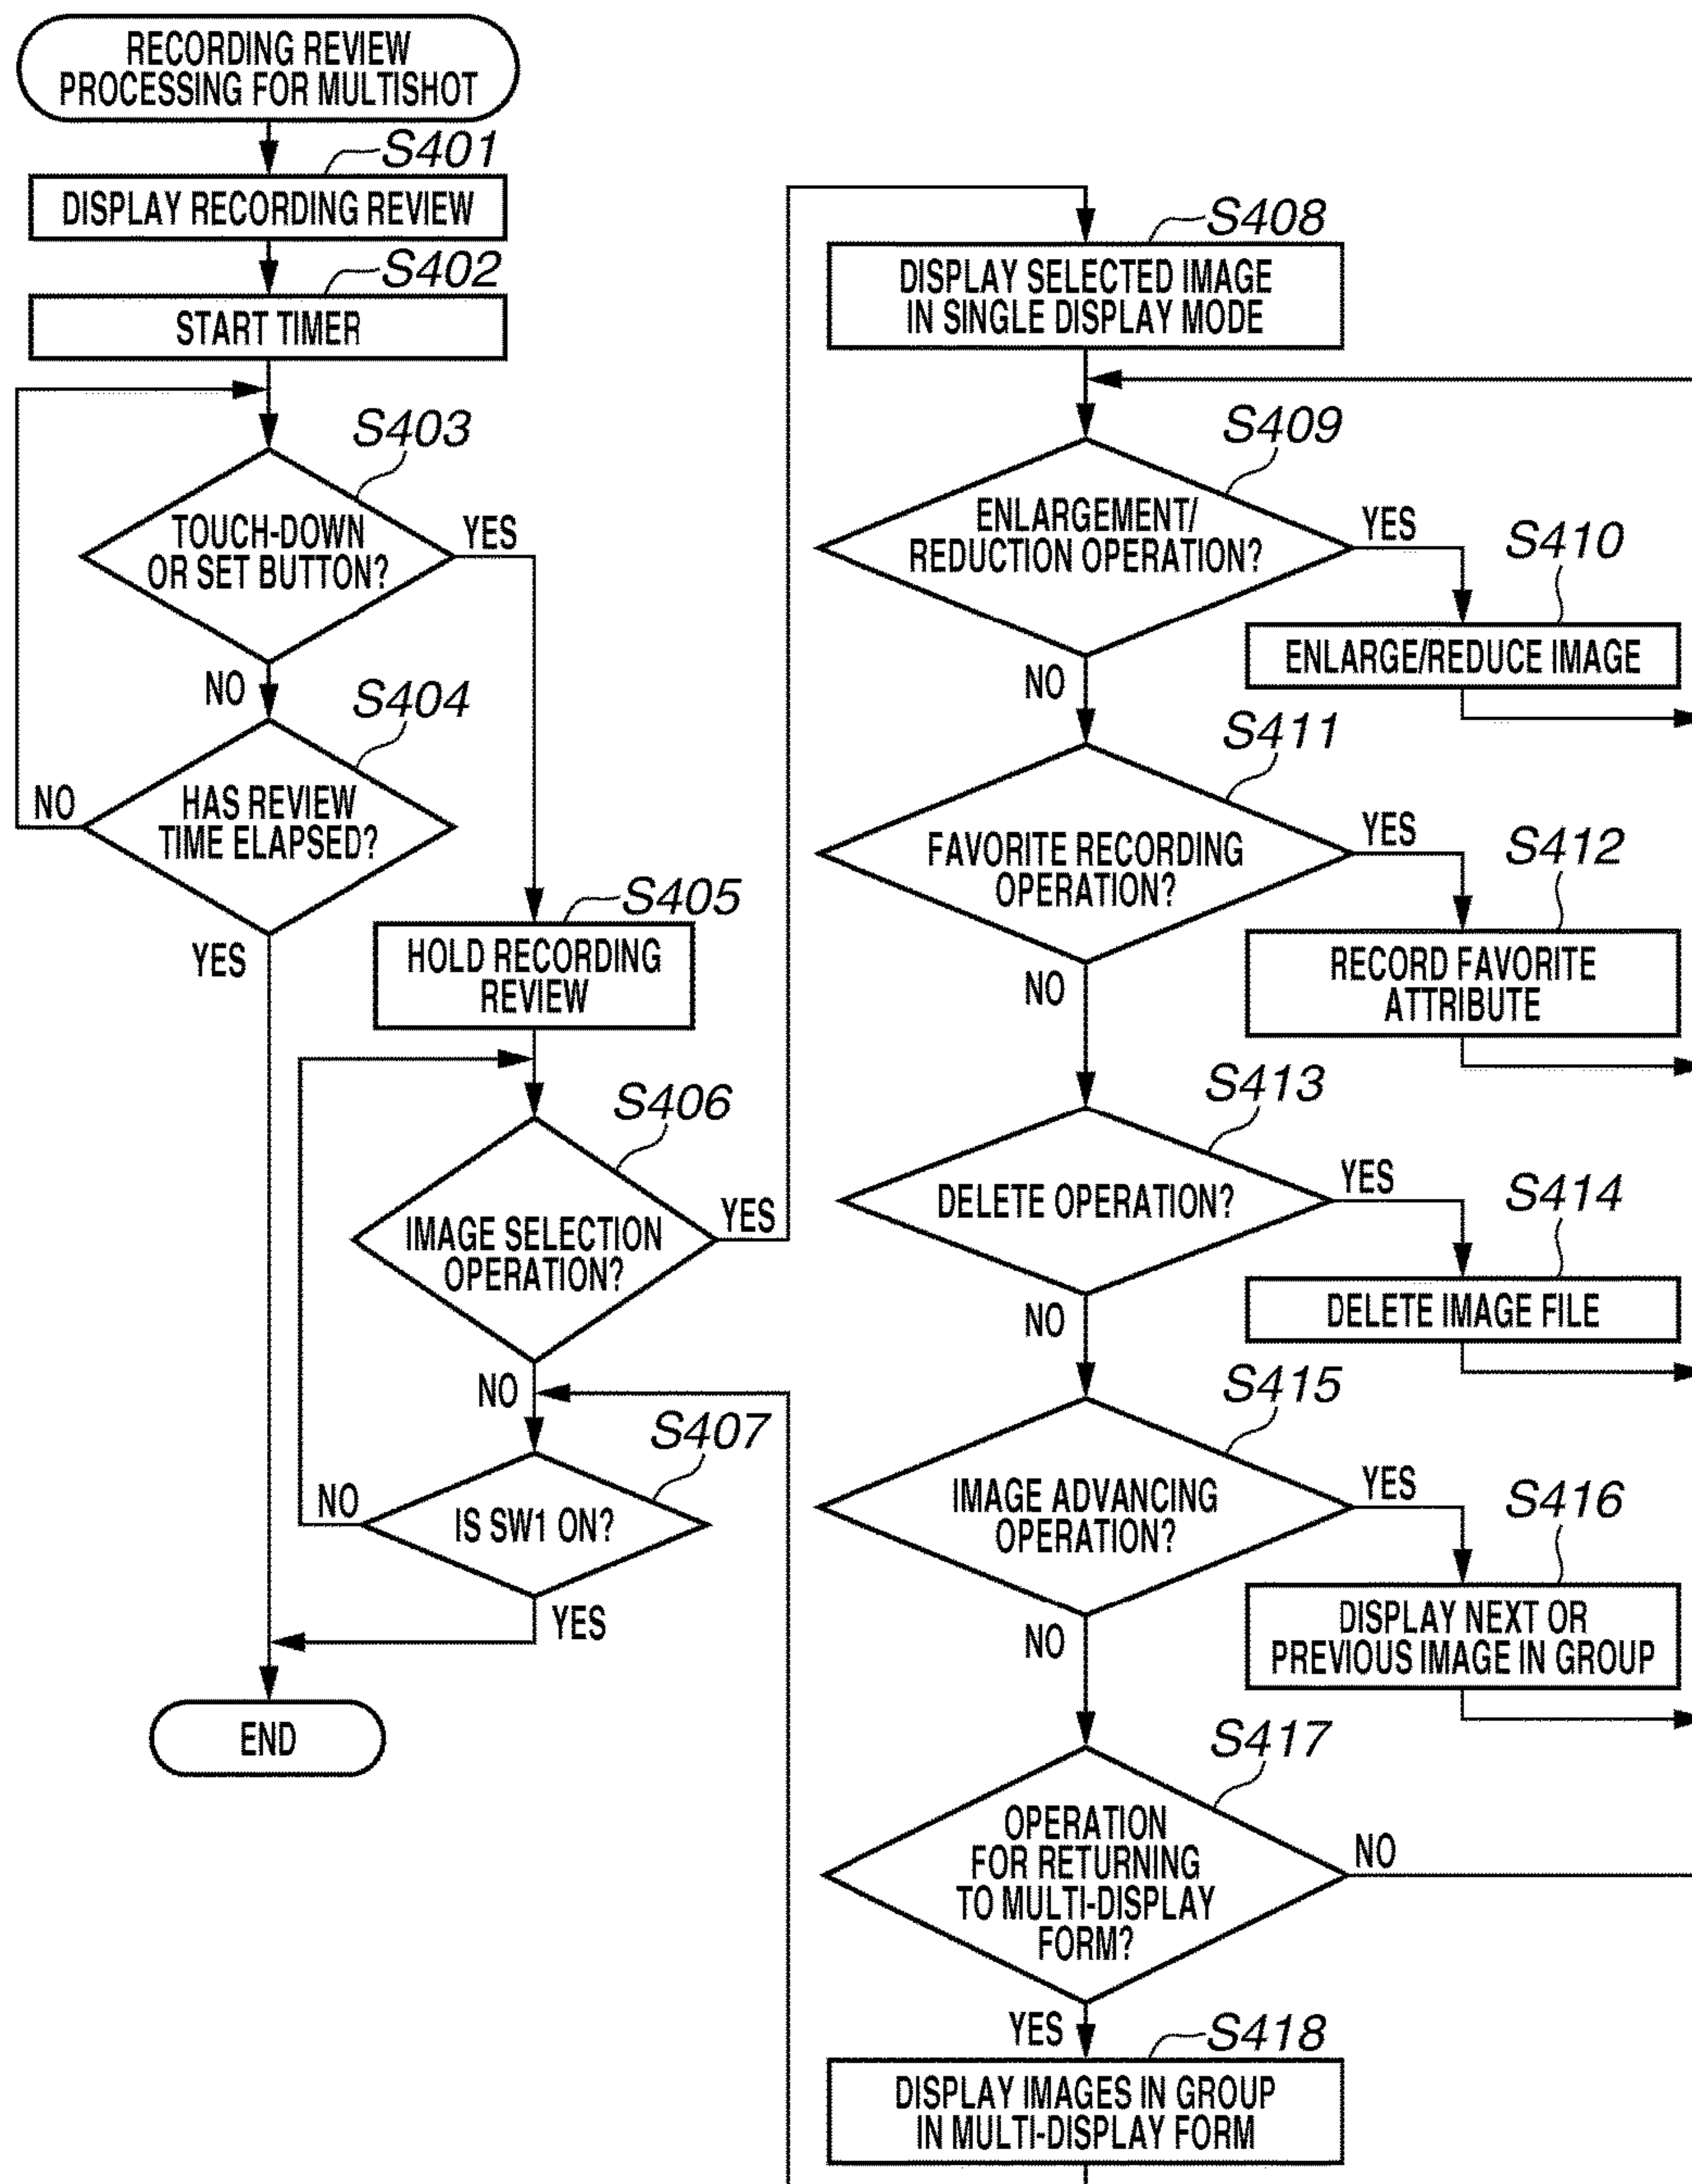 RECORDING REVIEW
PROCESSING FOR MULTISHOT
S401
DISPLAY RECORDING REVIEW
S402
START TIMER
S403
TOUCH-DOWN
OR SET BUTTON?
YES
NO
S404
HAS REVIEW
TIME ELAPSED?
NO
YES
S405
HOLD RECORDING
REVIEW
S406
IMAGE SELECTION
OPERATION?
YES
NO
S407
IS SW1 ON?
NO
YES
END
S408
DISPLAY SELECTED IMAGE
IN SINGLE DISPLAY MODE
S409
ENLARGEMENT/
REDUCTION OPERATION?
YES
NO
S410
ENLARGE/REDUCE IMAGE
S411
FAVORITE RECORDING
OPERATION?
YES
NO
S412
RECORD FAVORITE
ATTRIBUTE
S413
DELETE OPERATION?
YES
NO
S414
DELETE IMAGE FILE
S415
IMAGE ADVANCING
OPERATION?
YES
NO
S416
DISPLAY NEXT OR
PREVIOUS IMAGE IN GROUP
S417
OPERATION
FOR RETURNING
TO MULTI-DISPLAY
FORM?
NO
YES
S418
DISPLAY IMAGES IN GROUP
IN MULTI-DISPLAY FORM